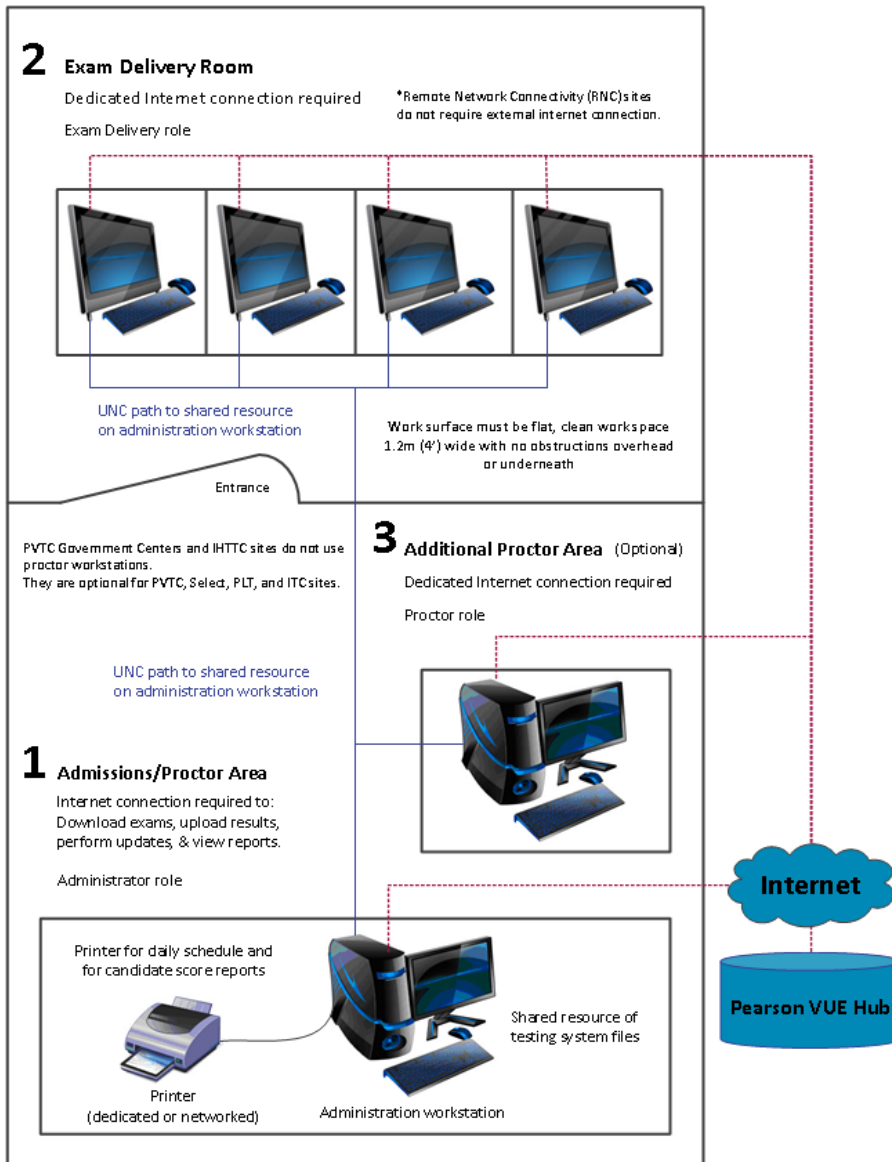 2 Exam Delivery Room
Dedicated Internet connection required
Exam Delivery role
*Remote Network Connectivity (RNC) sites
do not require external internet connection.
UNC path to shared resource
on administration workstation
Work surface must be flat, clean workspace
1.2m (4') wide with no obstructions overhead
or underneath
Entrance
PVTC Government Centers and IHTTC sites do not use
proctor workstations.
They are optional for PVTC, Select, PLT, and ITC sites.
3 Additional Proctor Area (Optional)
Dedicated Internet connection required
Proctor role
UNC path to shared resource
on administration workstation
1 Admissions/Proctor Area
Internet connection required to:
Download exams, upload results,
perform updates, & view reports.
Administrator role
Internet
Pearson VUE Hub
Printer for daily schedule and
for candidate score reports
Shared resource of
testing system files
Printer
(dedicated or networked)
Administration workstation